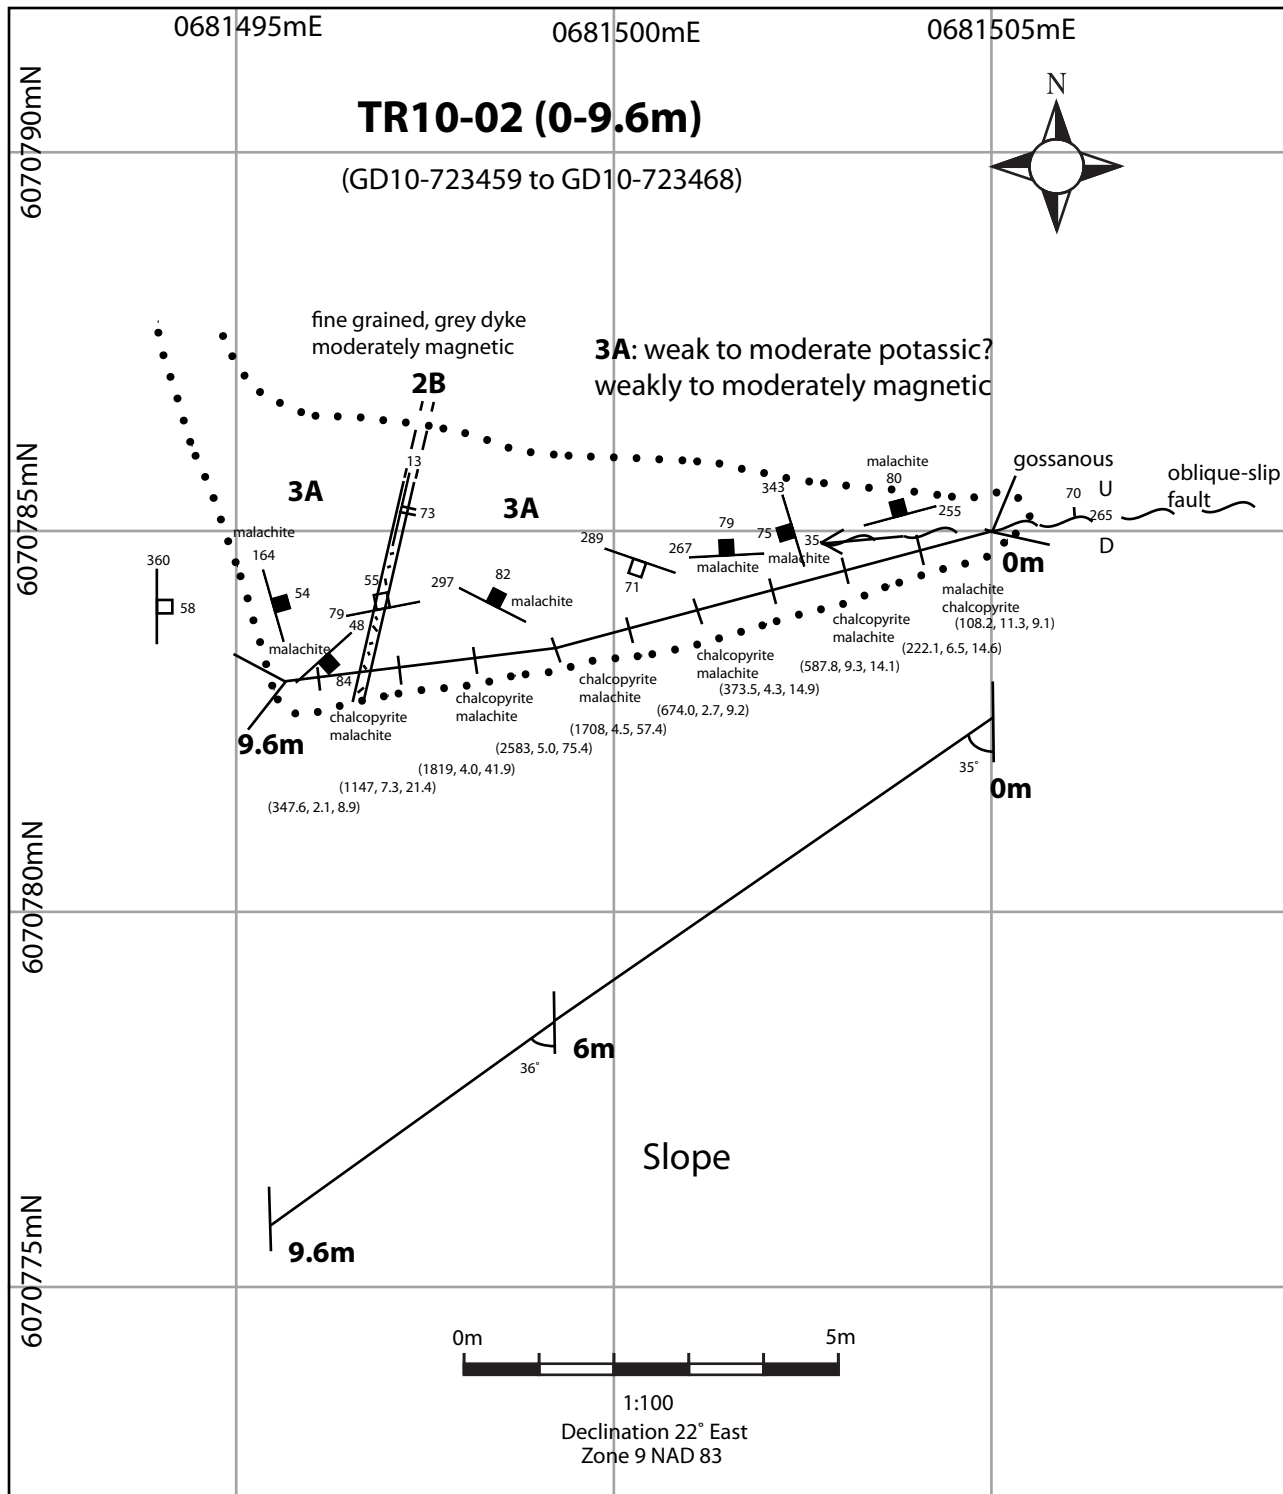 0681495mE
0681500mE
0681505mE
6070790mN
TR10-02 (0-9.6m)
N
(GD10-723459 to GD10-723468)
fine grained, grey dyke
moderately magnetic
2B
3A: weak to moderate potassic?
weakly to moderately magnetic
6070785mN
13
3A
3A
73
malachite
80
255
gossanous
U
70
265
D
oblique-slip
fault
343
75
35
79
267
malachite
malachite
289
71
0m
malachite
164
54
360
58
55
79
48
malachite
84
297
82
malachite
malachite
chalcopyrite
(108.2, 11.3, 9.1)
chalcopyrite
malachite
(222.1, 6.5, 14.6)
(587.8, 9.3, 14.1)
chalcopyrite
malachite
(373.5, 4.3, 14.9)
chalcopyrite
malachite
(674.0, 2.7, 9.2)
chalcopyrite
malachite
(1708, 4.5, 57.4)
chalcopyrite
malachite
(2583, 5.0, 75.4)
9.6m
(1819, 4.0, 41.9)
(1147, 7.3, 21.4)
(347.6, 2.1, 8.9)
35°
0m
6070780mN
36°
6m
Slope
9.6m
6070775mN
0m
5m
1:100
Declination 22° East
Zone 9 NAD 83